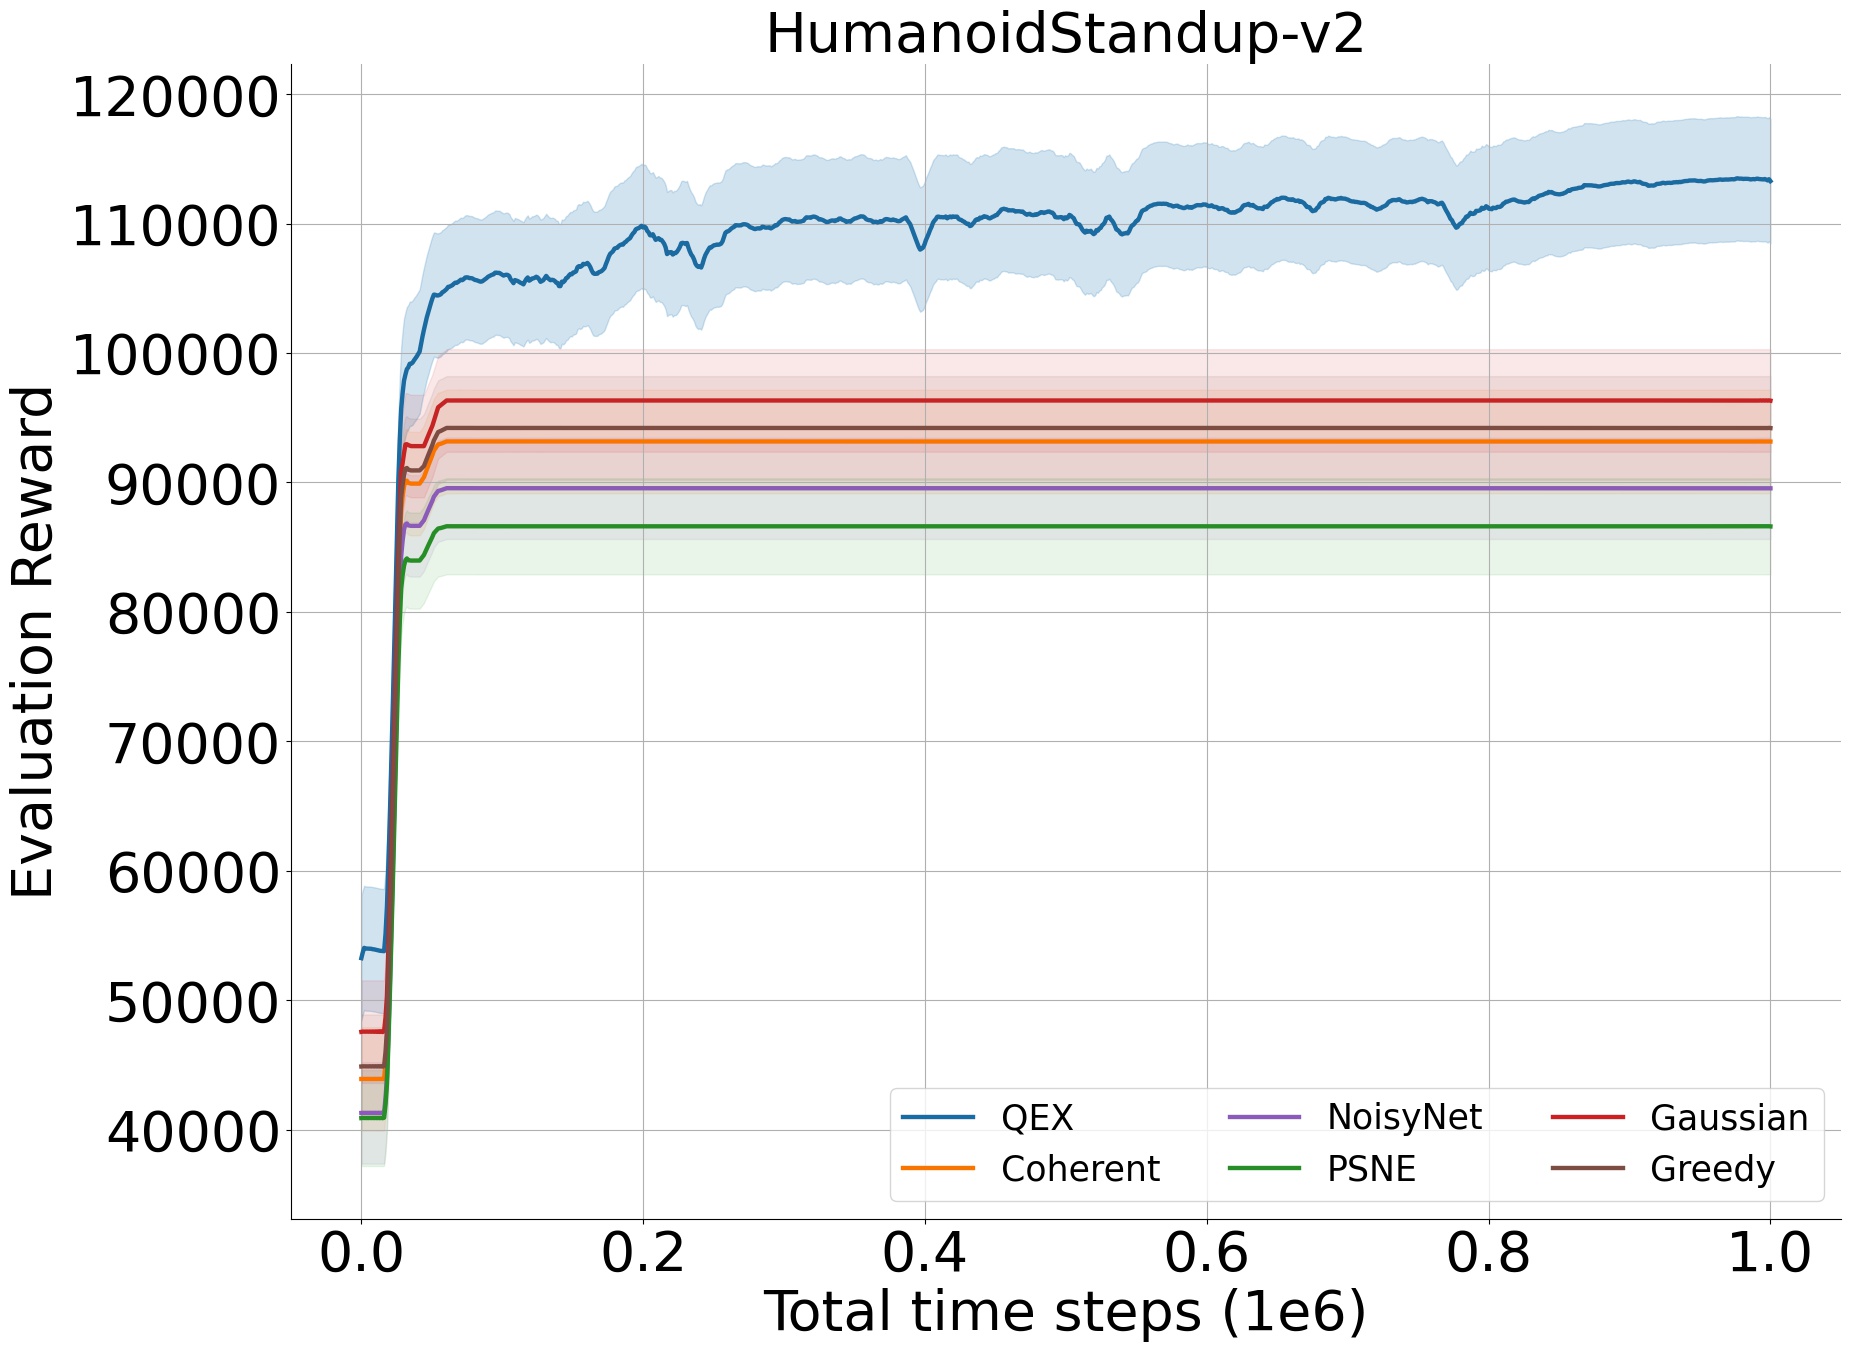 HumanoidStandup-v2
Evaluation Reward
120000
110000
100000
90000
80000
70000
60000
50000
40000
QEX NoisyNet Gaussian
Coherent PSNE Greedy
0.0 0.2 0.4 0.6 0.8 1.0
Total time steps (1e6)